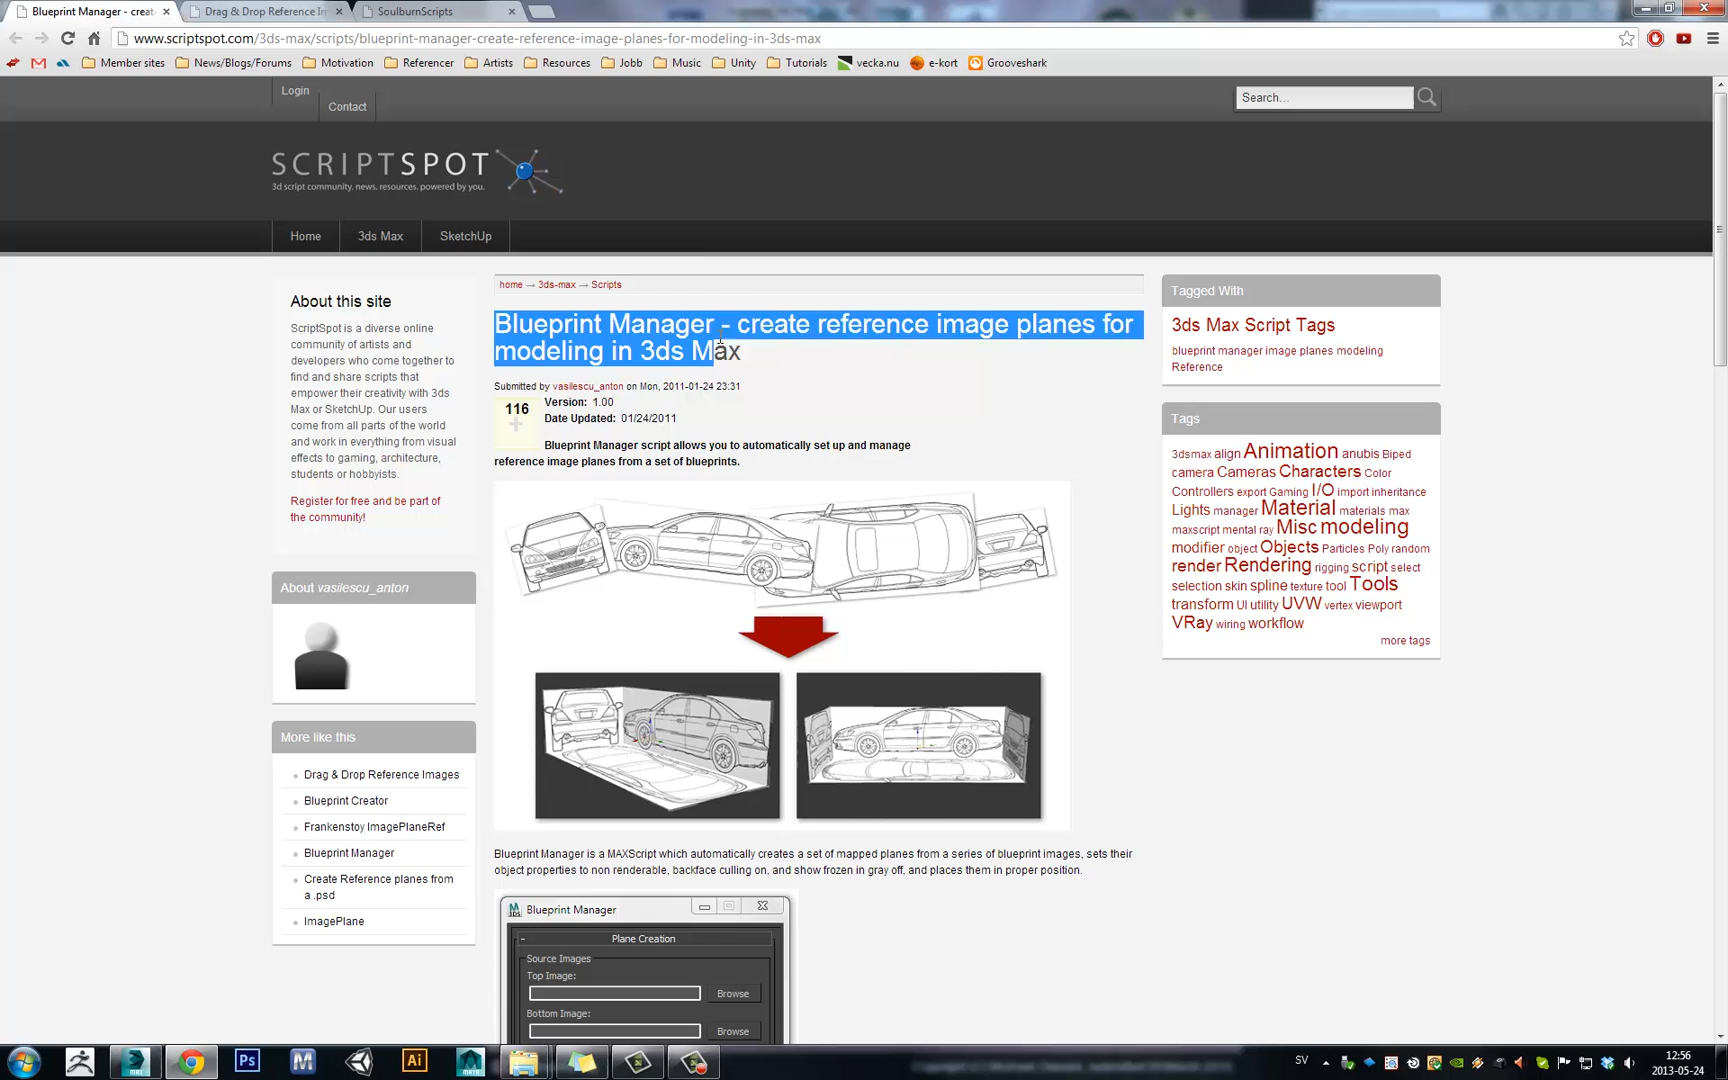 Blueprint Manager - creat
Drag & Drop Reference In
SoulburnScripts
www.scriptspot.com/3ds-max/scripts/blueprint-manager-create-reference-image-planes-for-modeling-in-3ds-max
Member sites
News/Blogs/Forums
Motivation
Referencer
Artists
Resources
Jobb
Music
Unity
Tutorials
vecka.nu
e-kort
Grooveshark
Login
Contact
Search...
SCRIPTSPOT
3d script community. news. resources. powered by you.
Home
3ds Max
SketchUp
About this site
ScriptSpot is a diverse online
community of artists and
developers who come together to
find and share scripts that
empower their creativity with 3ds
Max or SketchUp. Our users
come from all parts of the world
and work in everything from visual
effects to gaming, architecture,
students or hobbyists.
Register for free and be part of
the community!
About vasilescu_anton
More like this
Drag & Drop Reference Images
Blueprint Creator
Frankenstoy ImagePlaneRef
Blueprint Manager
Create Reference planes from
a .psd
ImagePlane
home → 3ds-max → Scripts
Blueprint Manager - create reference image planes for
modeling in 3ds Max
Submitted by vasilescu_anton on Mon, 2011-01-24 23:31
116
Version: 1.00
Date Updated: 01/24/2011
Blueprint Manager script allows you to automatically set up and manage
reference image planes from a set of blueprints.
Blueprint Manager is a MAXScript which automatically creates a set of mapped planes from a series of blueprint images, sets their
object properties to non renderable, backface culling on, and show frozen in gray off, and places them in proper position.
Blueprint Manager
- Plane Creation
Source Images
Top Image:
Browse
Bottom Image:
Browse
Tagged With
3ds Max Script Tags
blueprint manager image planes modeling
Reference
Tags
3dsmax align Animation anubis Biped
camera Cameras Characters Color
Controllers export Gaming I/O import inheritance
Lights manager Material materials max
maxscript mental ray Misc modeling
modifier object Objects Particles Poly random
render Rendering rigging script select
selection skin spline texture tool Tools
transform UI utility UVW vertex viewport
VRay wiring workflow
more tags
Ps
M
Ai
MAX
MAYA
SV
12:56
2013-05-24